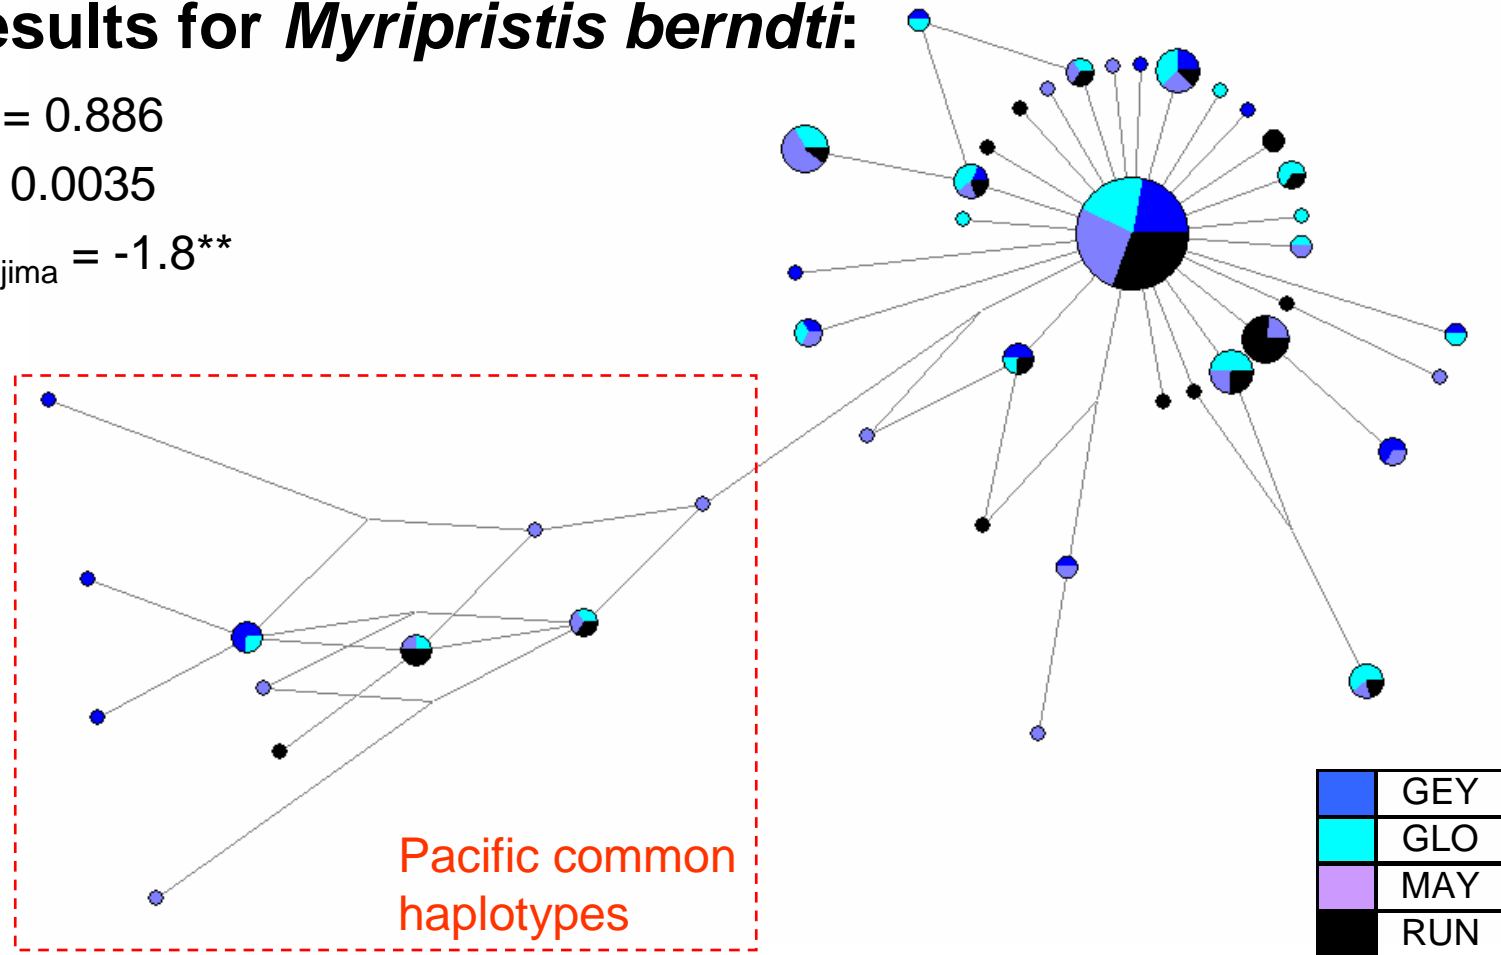 esults for Myripristis berndti:
= 0.886
0.0035
jima = -1.8**
Pacific common
haplotypes
GEY
GLO
MAY
RUN